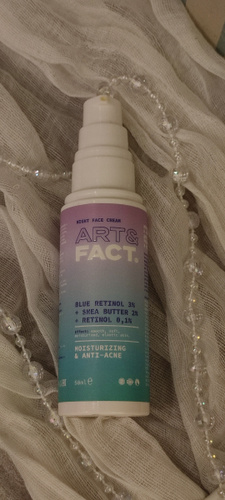 NIGHT FACE CREAM
ART&
FACT.
BLUE RETINOL 2%
+ SHEA BUTTER 1%
+ RETINOL 0,1%
MOISTURIZING
& ANTI-ACNE
50ml e